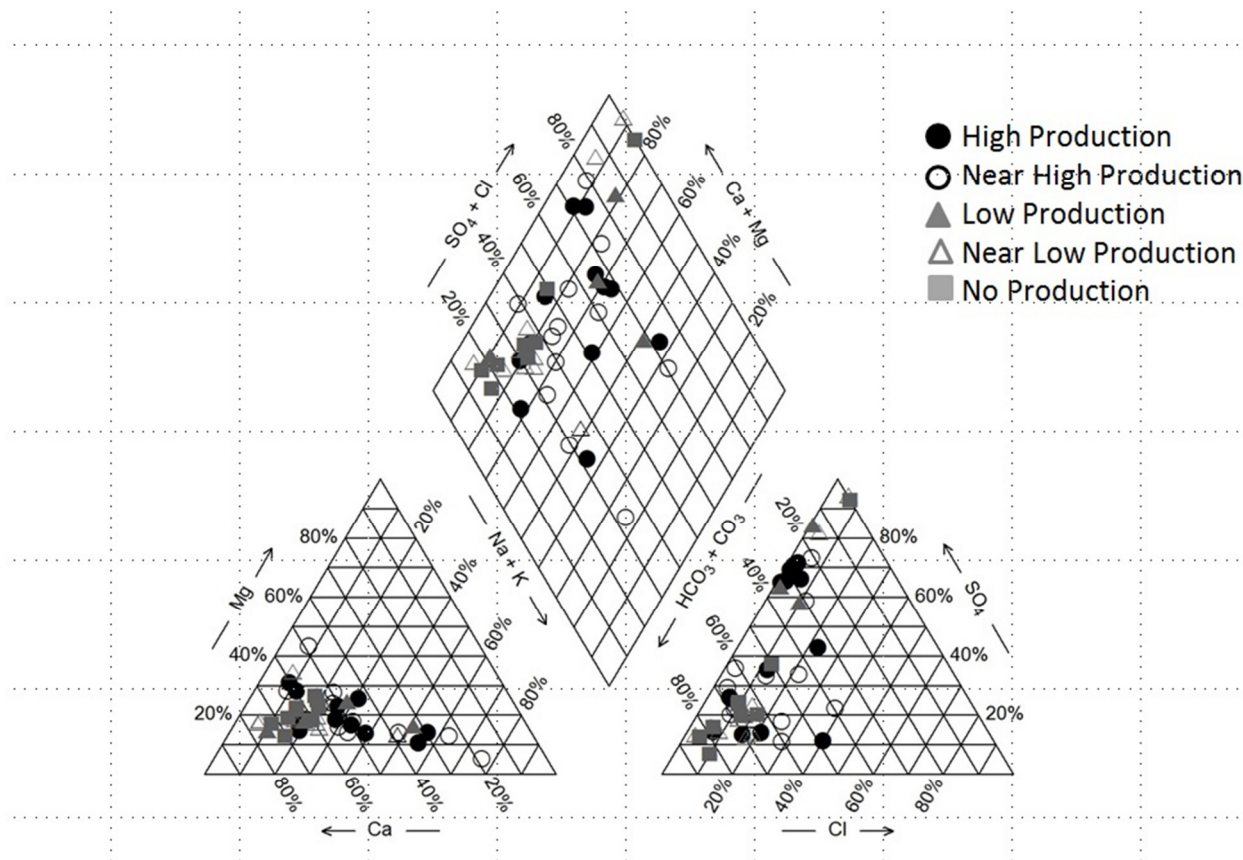 High Production
Near High Production
Low Production
Near Low Production
No Production
80%
80%
SO4 + Cl
60%
60%
Ca + Mg
40%
40%
20%
20%
Na + K
HCO3 + CO3
Mg
80%
60%
40%
20%
20%
40%
60%
80%
80%
60%
40%
20%
Ca
20%
40%
60%
80%
SO4
80%
60%
40%
20%
20%
40%
60%
80%
Cl